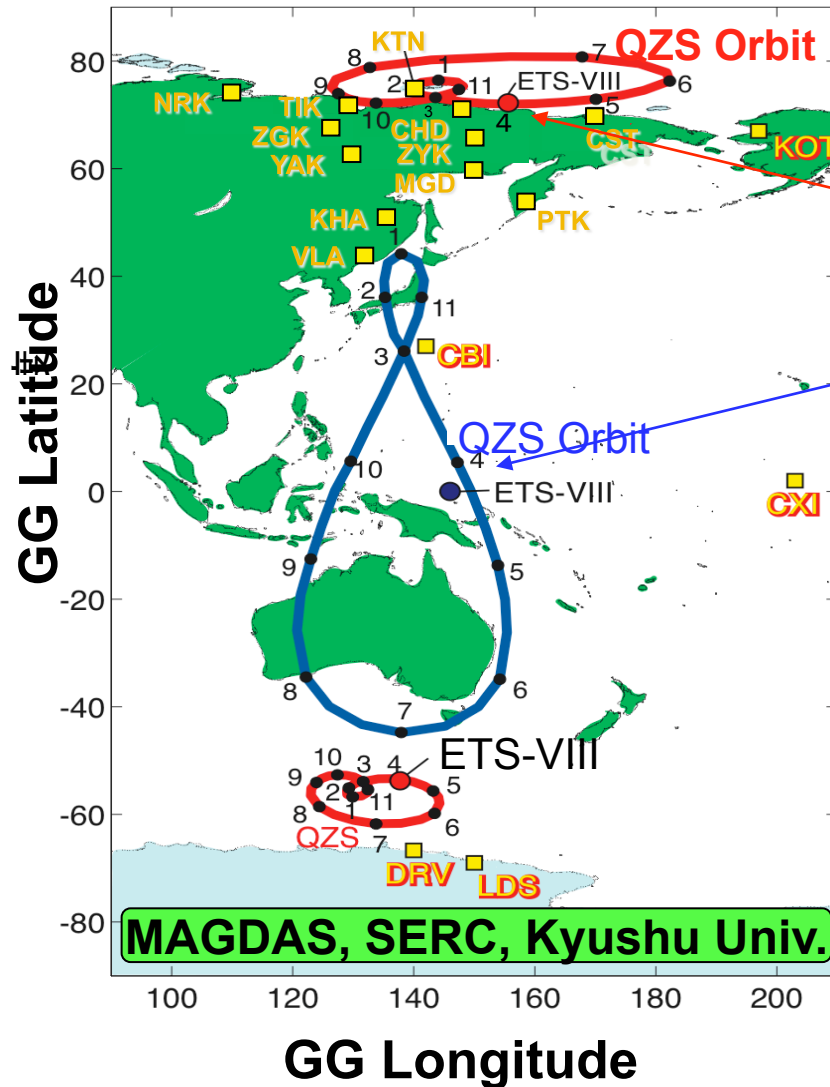 80
60
40
20
0
-20
-40
-60
-80
GG Latitude
QZS Orbit
KTN
8
1
7
9
2
11
ETS-VIII
6
NRK
TIK
10
3
4
5
ZGK
CHD
CST
CST
KOT
YAK
ZYK
MGD
KHA
PTK
1
VLA
2
11
3
CBI
QZS Orbit
10
4
ETS-VIII
CXI
9
5
8
6
7
ETS-VIII
10
3
4
9
5
2
11
8
1
6
QZS
7
DRV
LDS
MAGDAS, SERC, Kyushu Univ.
100
120
140
160
180
200
GG Longitude